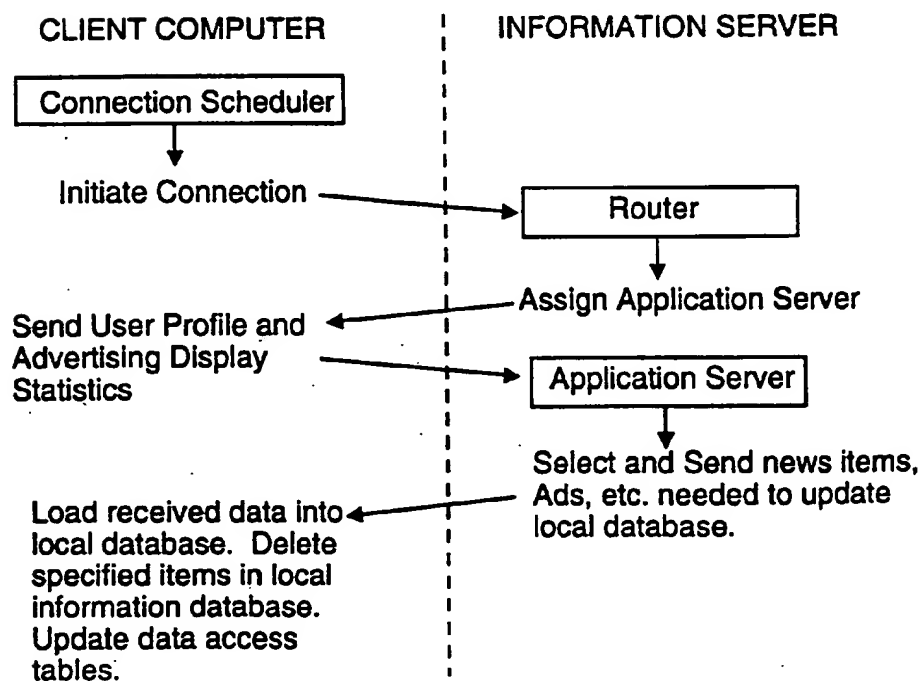 CLIENT COMPUTER
INFORMATION SERVER
Connection Scheduler
Initiate Connection
Router
Assign Application Server
Send User Profile and
Advertising Display
Statistics
Application Server
Select and Send news items,
Ads, etc. needed to update
local database.
Load received data into
local database. Delete
specified items in local
information database.
Update data access
tables.